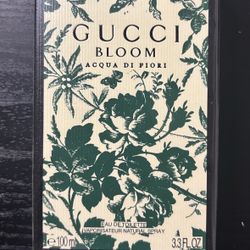 GUCCI
BLOOM
ACQUA DI FIORI
EAU DE TOILETTE
VAPORISATEUR NATURAL SPRAY
100 ml 3.3 FL.OZ